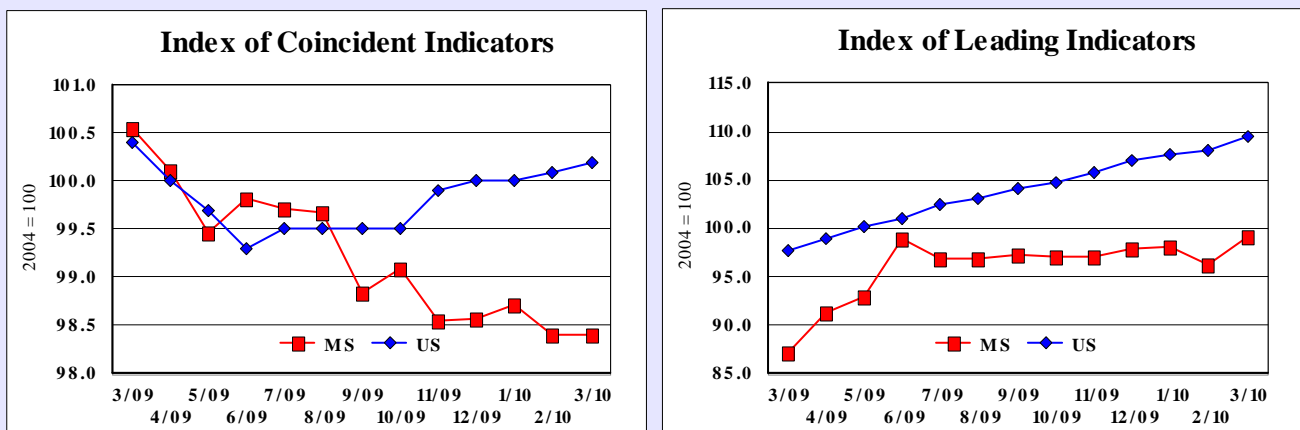 Index of Coincident Indicators
2004 = 100
101.0
100.5
100.0
99.5
99.0
98.5
98.0
MS US
3/09 5/09 7/09 9/09 11/09 1/10 3/10
4/09 6/09 8/09 10/09 12/09 2/10
Index of Leading Indicators
2004 = 100
115.0
110.0
105.0
100.0
95.0
90.0
85.0
MS US
3/09 5/09 7/09 9/09 11/09 1/10 3/10
4/09 6/09 8/09 10/09 12/09 2/10